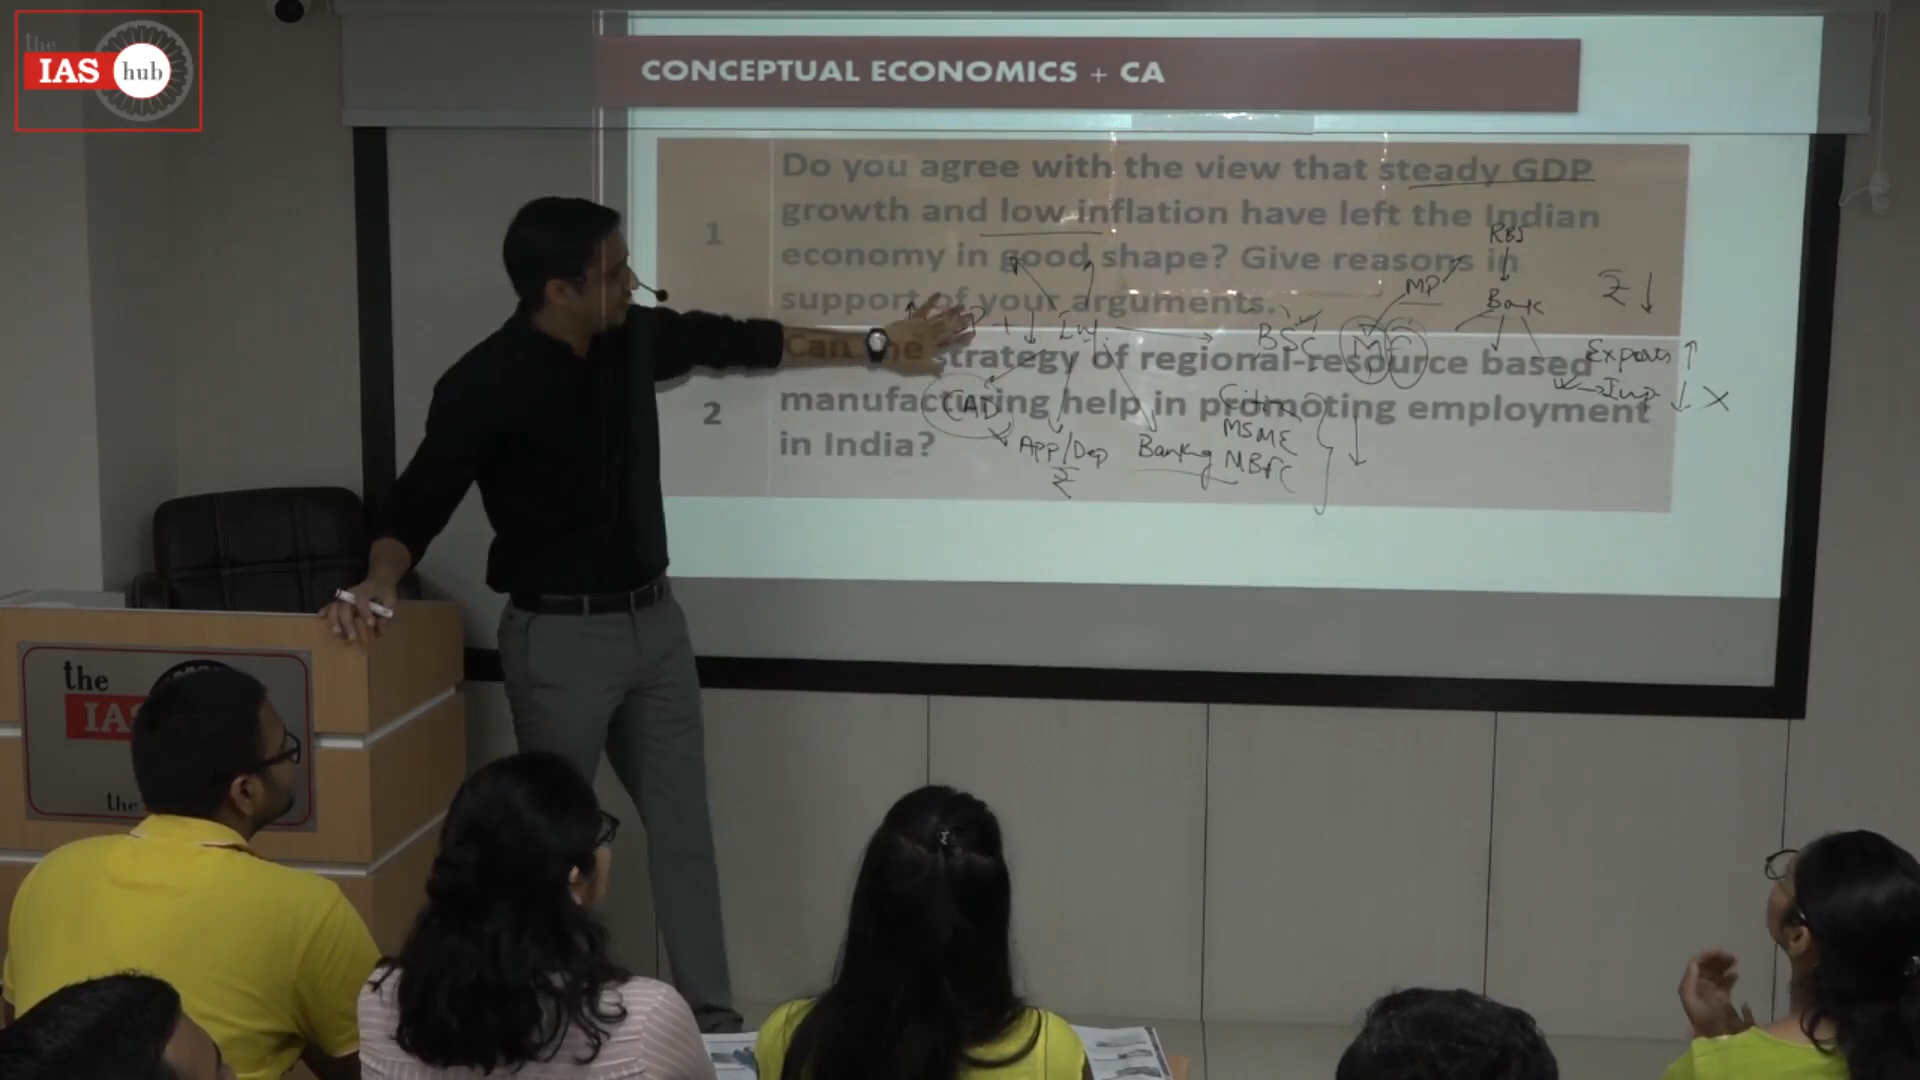 the
IAS hub
CONCEPTUAL ECONOMICS + CA
1
Do you agree with the view that steady GDP
growth and low inflation have left the Indian
economy in good shape? Give reasons in
support of your arguments.
2
Can the strategy of regional-resource based
manufacturing help in promoting employment
in India?
MP
Bank
₹ ↓
BSC
Exports ↑
Imp ↓ X
CAD
App/Dep
₹
MSME
the
IAS
the